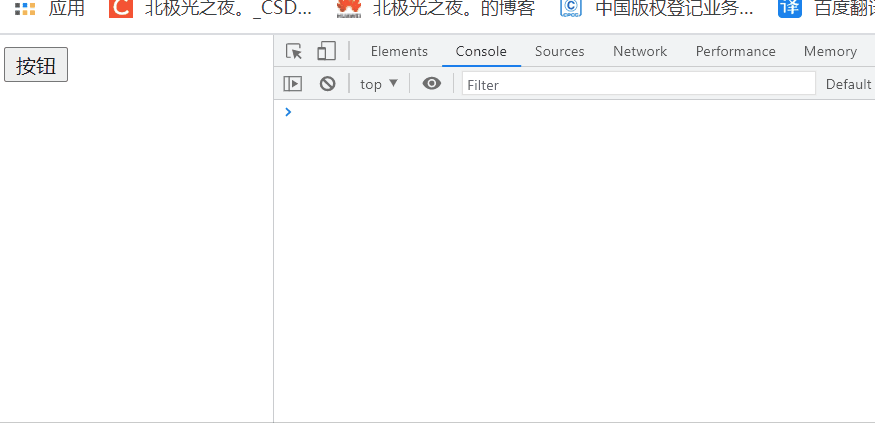 应用 北极光之夜。_CSD... 北极光之夜。的博客 中国版权登记业务... 百度翻译
按钮 Elements Console Sources Network Performance Memory
top Filter Default